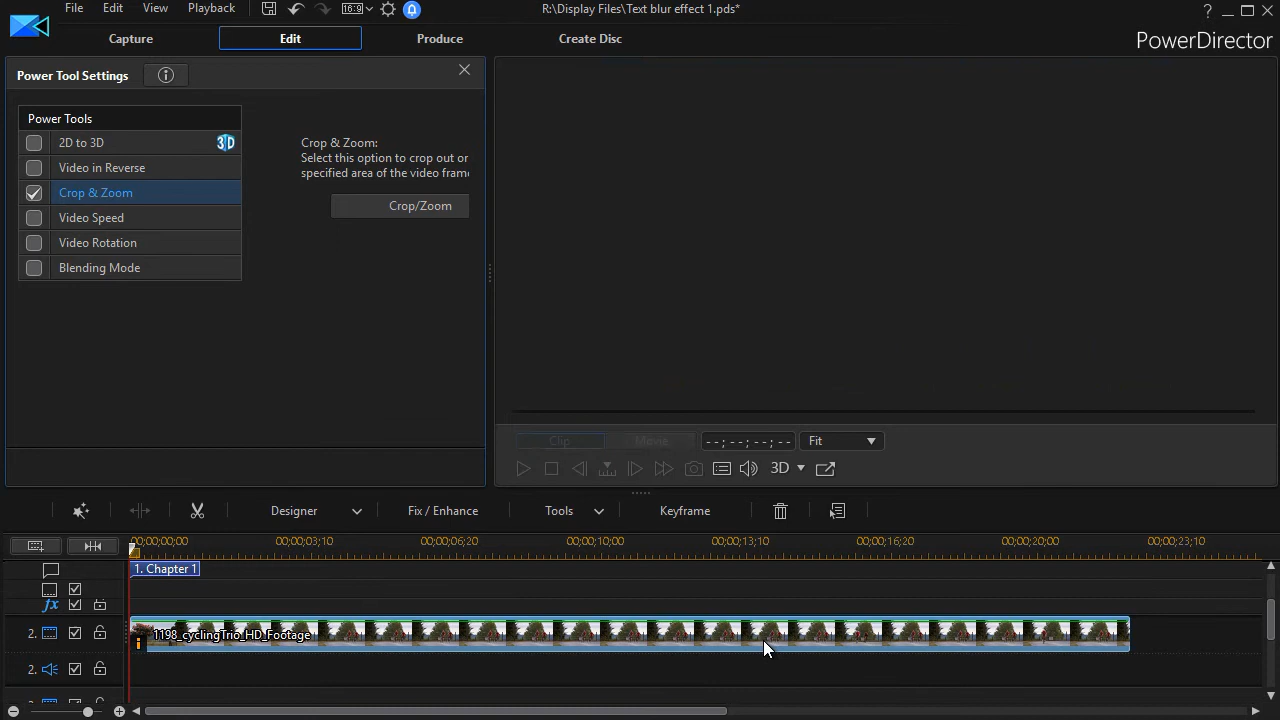 File Edit View Playback 16:9 R:\Display Files\Text blur effect 1.pds* ?
Capture Edit Produce Create Disc PowerDirector
Power Tool Settings
Power Tools
2D to 3D 3D
Video in Reverse
Crop & Zoom
Video Speed
Video Rotation
Blending Mode
Crop & Zoom:
Select this option to crop out or
specified area of the video frame
Crop/Zoom
Clip Movie --;--;--;-- Fit
3D
Designer Fix / Enhance Tools Keyframe
00;00;00;00 00;00;03;10 00;00;06;20 00;00;10;00 00;00;13;10 00;00;16;20 00;00;20;00 00;00;23;10
1. Chapter 1
fx
2. 1198_cyclingTrio_HD_Footage
2.